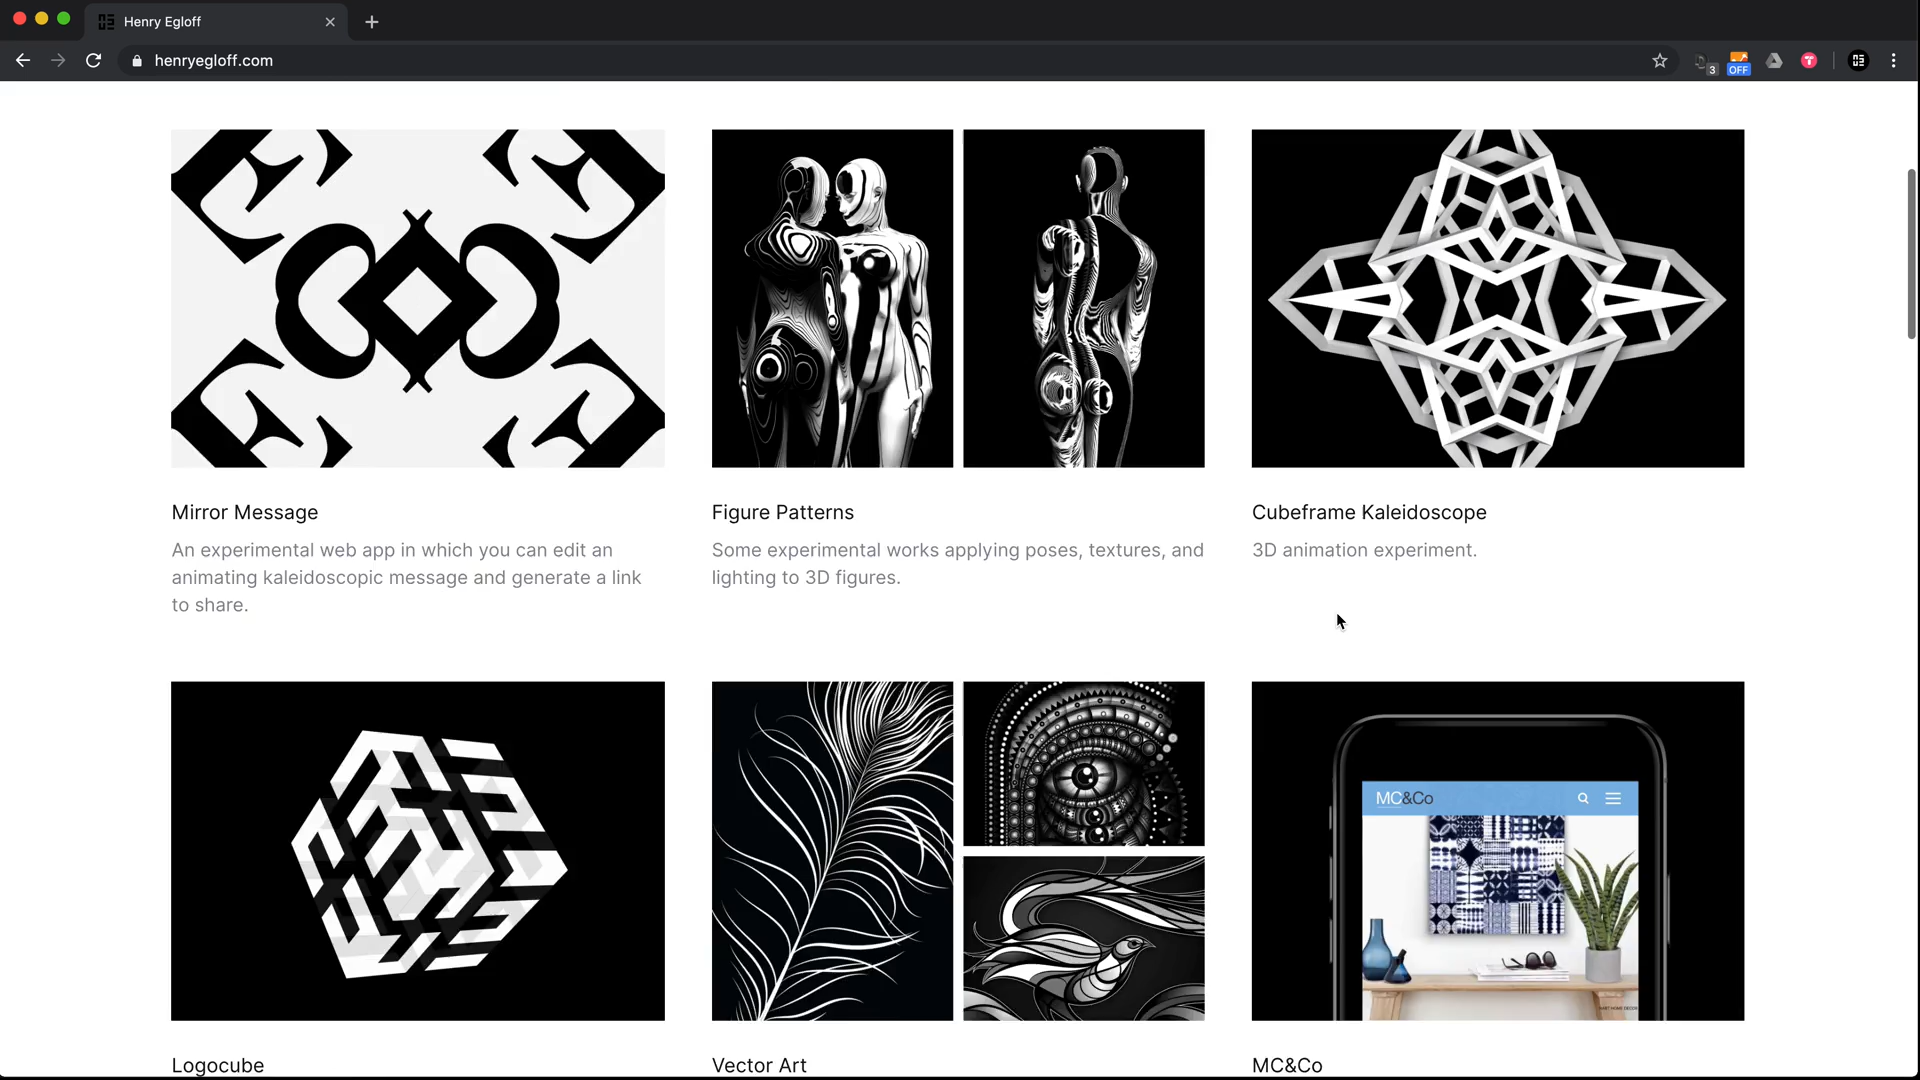 Henry Egloff
henryegloff.com
3
OFF
Mirror Message
An experimental web app in which you can edit an
animating kaleidoscopic message and generate a link
to share.
Figure Patterns
Some experimental works applying poses, textures, and
lighting to 3D figures.
Cubeframe Kaleidoscope
3D animation experiment.
MC&Co
Logocube
Vector Art
MC&Co